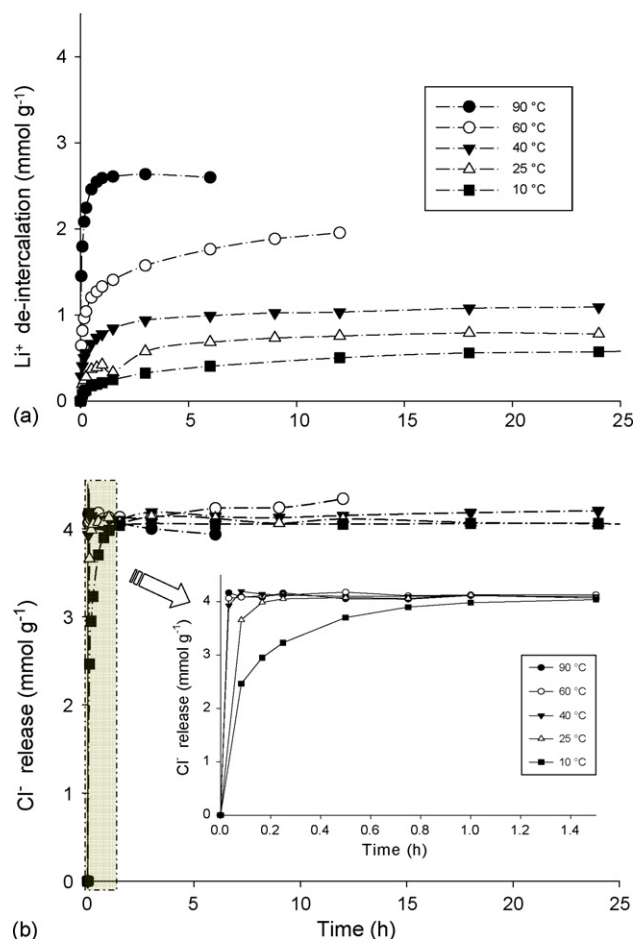 4
3
2
1
0
Li⁺ de-intercalation (mmol g⁻¹)
90 °C
60 °C
40 °C
25 °C
10 °C
0 5 10 15 20 25
(a)
4
3
2
1
0
Cl⁻ release (mmol g⁻¹)
5
4
3
2
1
0
Cl⁻ release (mmol g⁻¹)
90 °C
60 °C
40 °C
25 °C
10 °C
0.0 0.2 0.4 0.6 0.8 1.0 1.2 1.4
Time (h)
0 5 10 15 20 25
(b) Time (h)